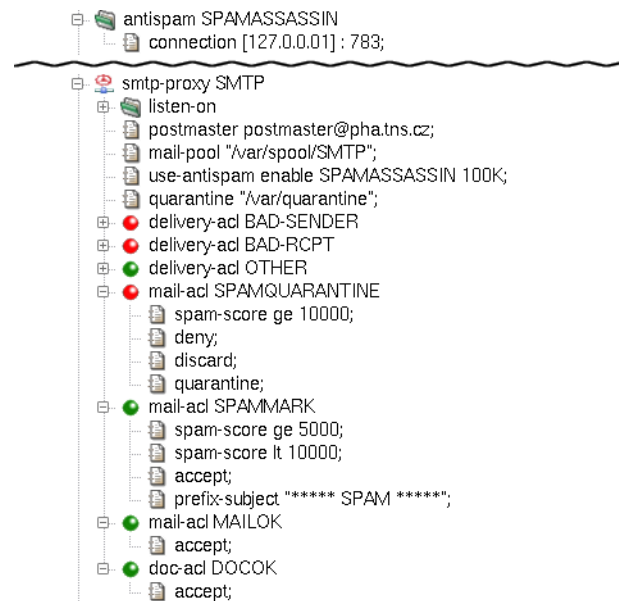 antispam SPAMASSASSIN
connection [127.0.0.01] : 783;
smtp-proxy SMTP
listen-on
postmaster postmaster@pha.tns.cz;
mail-pool "/var/spool/SMTP";
use-antispam enable SPAMASSASSIN 100K;
quarantine "/var/quarantine";
delivery-acl BAD-SENDER
delivery-acl BAD-RCPT
delivery-acl OTHER
mail-acl SPAMQUARANTINE
spam-score ge 10000;
deny;
discard;
quarantine;
mail-acl SPAMMARK
spam-score ge 5000;
spam-score lt 10000;
accept;
prefix-subject "***** SPAM *****";
mail-acl MAILOK
accept;
doc-acl DOCOK
accept;